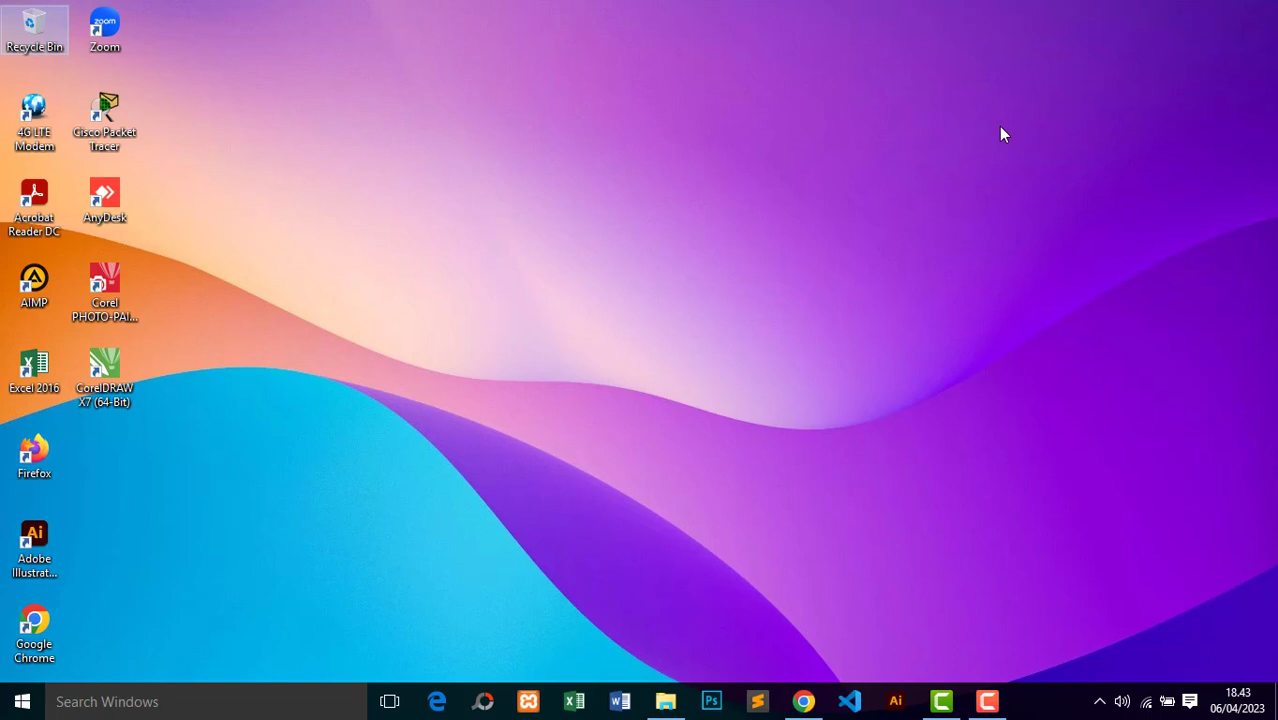 Recycle Bin
zoom
Zoom
4G LTE
Modem
Cisco Packet
Tracer
Acrobat
Reader DC
AnyDesk
AIMP
Corel
PHOTO-PAI...
Excel 2016
CorelDRAW
X7 (64-Bit)
Firefox
Ai
Adobe
Illustrat...
Google
Chrome
Search Windows
Ps
Ai
18.43
06/04/2023